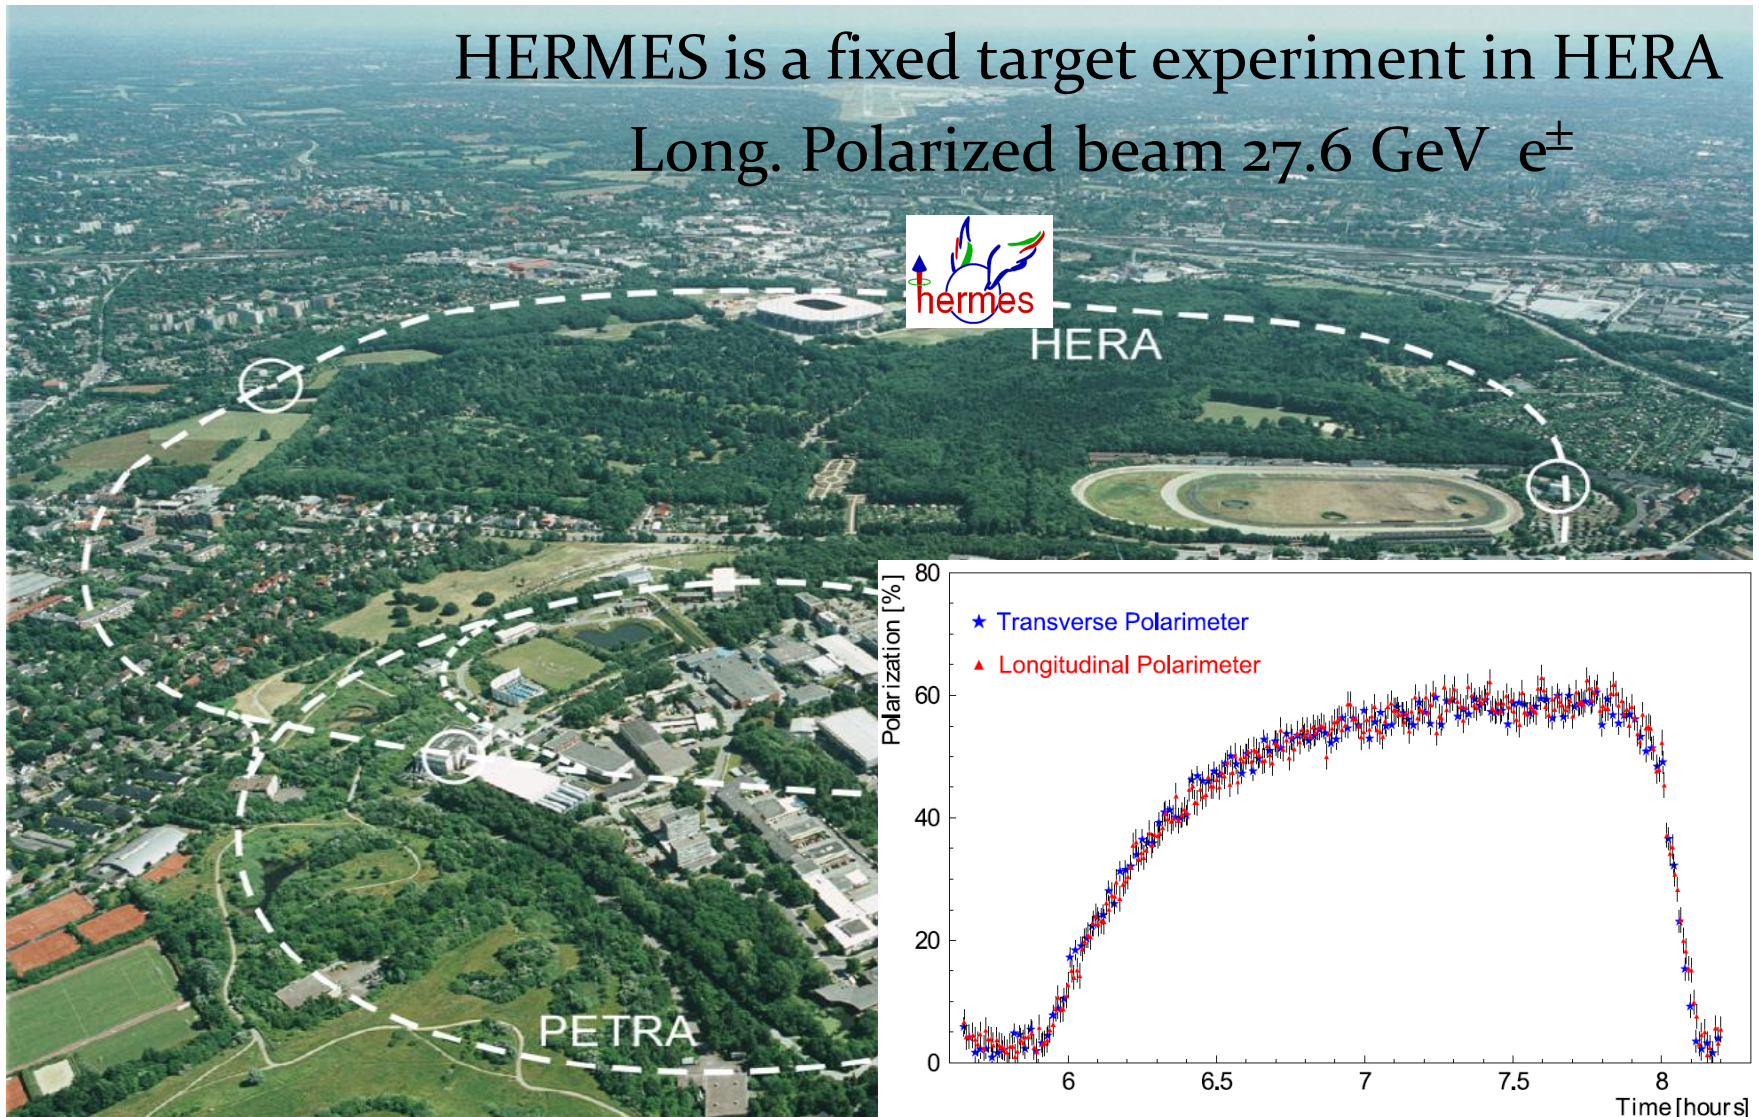 HERMES is a fixed target experiment in HERA
Long. Polarized beam 27.6 GeV e±
hermes
HERA
PETRA
Polarization [%]
80
60
40
20
0
Transverse Polarimeter
Longitudinal Polarimeter
6 6.5 7 7.5 8
Time [hours]